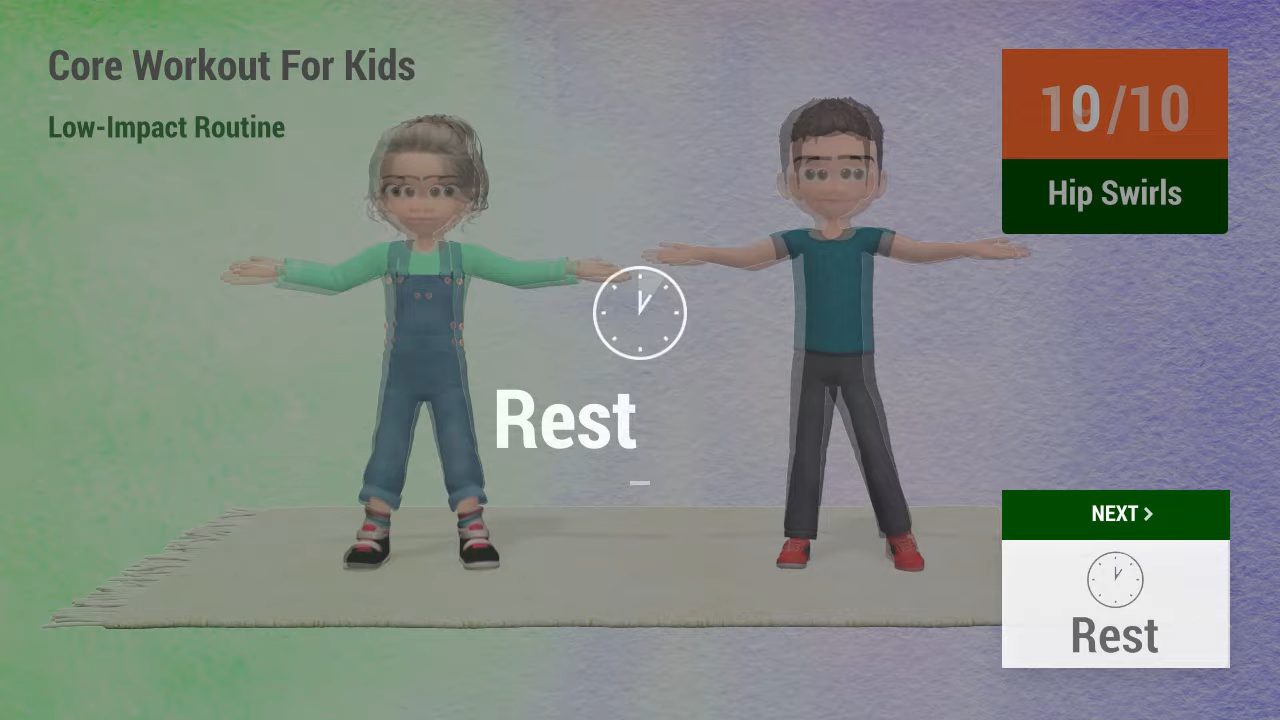 Core Workout For Kids
Low-Impact Routine
10/10
Hip Swirls
Rest
NEXT >
Rest